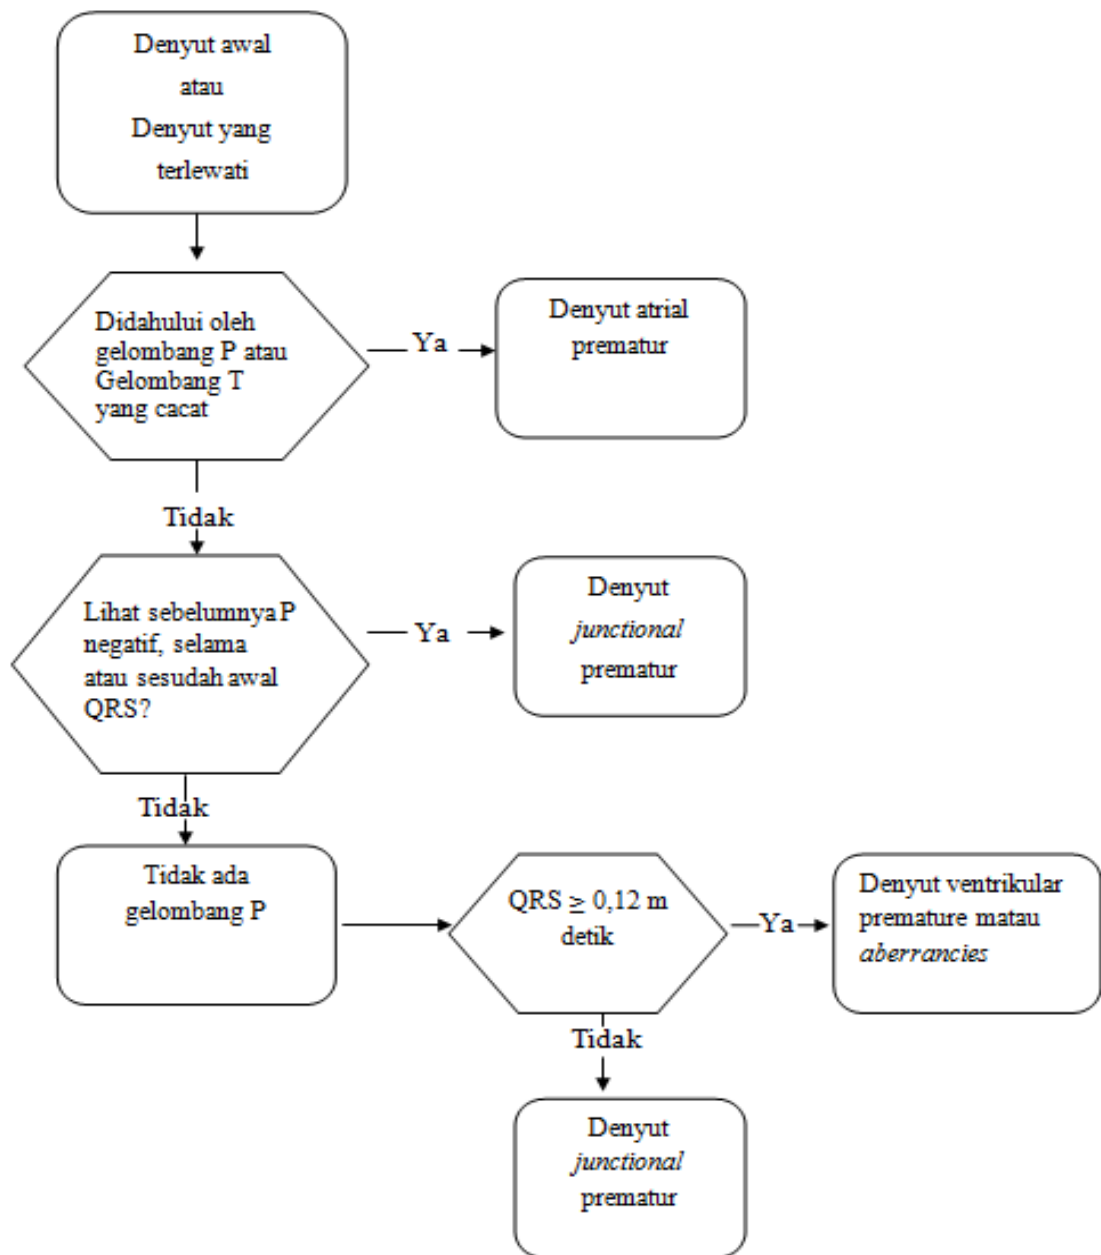 Denyut awal
atau
Denyut yang
terlewati
Didahului oleh
gelombang P atau
Gelombang T
yang cacat
Ya
Denyut atrial
prematur
Tidak
Lihat sebelumnya P
negatif, selama
atau sesudah awal
QRS?
Ya
Denyut
junctional
prematur
Tidak
Tidak ada
gelombang P
QRS ≥ 0,12 m
detik
Ya
Denyut ventrikular
premature matau
aberrancies
Tidak
Denyut
junctional
prematur